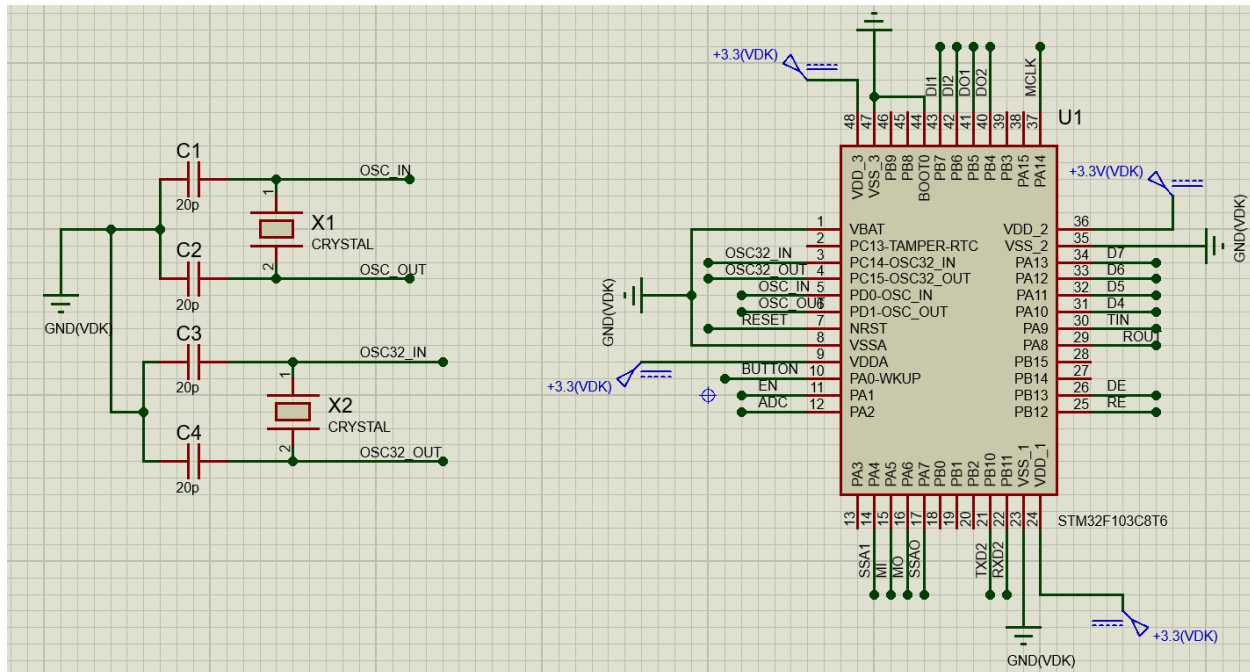 C1
20p
OSC_IN
1
X1
CRYSTAL
C2
2
OSC_OUT
20p
GND(VDK)
C3
20p
OSC32_IN
1
X2
CRYSTAL
C4
2
OSC32_OUT
20p
+3.3(VDK)
DI1
DI2
DO1
DO2
MCLK
U1
48
47
46
45
44
43
42
41
40
39
38
37
VDD_3
VSS_3
PB9
PB8
BOOT0
PB7
PB6
PB5
PB4
PB3
PA15
PA14
+3.3V(VDK)
GND(VDK)
GND(VDK)
1 VBAT
2 PC13-TAMPER-RTC
OSC32_IN 3 PC14-OSC32_IN
OSC32_OUT 4 PC15-OSC32_OUT
OSC_IN 5 PD0-OSC_IN
OSC_OUT 6 PD1-OSC_OUT
RESET 7 NRST
8 VSSA
+3.3(VDK)
9 VDDA
BUTTON 10 PA0-WKUP
EN 11 PA1
ADC 12 PA2
VDD_2 36
VSS_2 35
PA13 34 D7
PA12 33 D6
PA11 32 D5
PA10 31 D4
PA9 30 TIN
PA8 29 ROU1
PB15 28
PB14 27
PB13 26 DE
PB12 25 RE
PA3
PA4
PA5
PA6
PA7
PB0
PB1
PB2
PB10
PB11
VSS_1
VDD_1
13
14
15
16
17
18
19
20
21
22
23
24
STM32F103C8T6
SSA1
MI
MO
SSAO
TXD2
RXD2
+3.3(VDK)
GND(VDK)